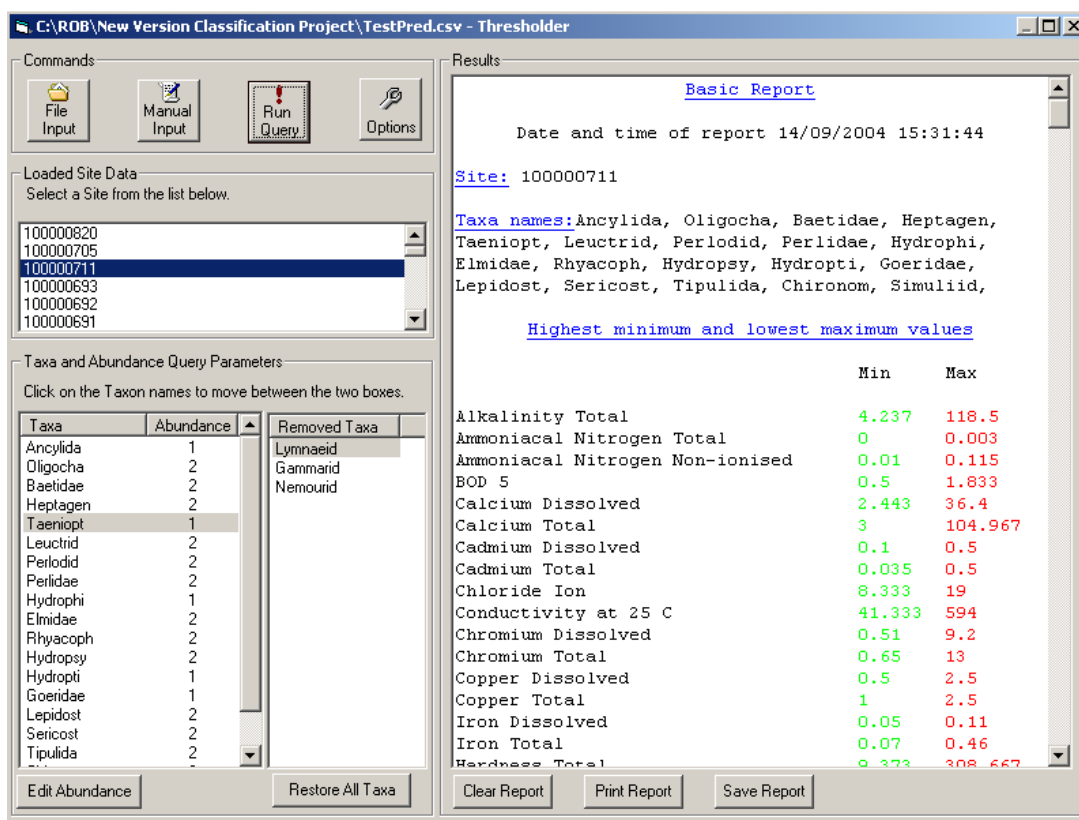 C:\ROB\New Version Classification Project\TestPred.csv - Thresholder
Commands
File Input
Manual Input
Run Query
Options
Loaded Site Data
Select a Site from the list below.
100000820
100000705
100000711
100000693
100000692
100000691
Taxa and Abundance Query Parameters
Click on the Taxon names to move between the two boxes.
Taxa Abundance
Ancylida 1
Oligocha 2
Baetidae 2
Heptagen 2
Taeniopt 1
Leuctrid 2
Perlodid 2
Perlidae 2
Hydrophi 1
Elmidae 2
Rhyacoph 2
Hydropsy 2
Hydropti 1
Goeridae 1
Lepidost 2
Sericost 2
Tipulida 2
Removed Taxa
Lymnaeid
Gammarid
Nemourid
Edit Abundance
Restore All Taxa
Results
Basic Report
Date and time of report 14/09/2004 15:31:44
Site: 100000711
Taxa names:Ancylida, Oligocha, Baetidae, Heptagen,
Taeniopt, Leuctrid, Perlodid, Perlidae, Hydrophi,
Elmidae, Rhyacoph, Hydropsy, Hydropti, Goeridae,
Lepidost, Sericost, Tipulida, Chironom, Simuliid,
Highest minimum and lowest maximum values
Min Max
Alkalinity Total 4.237 118.5
Ammoniacal Nitrogen Total 0 0.003
Ammoniacal Nitrogen Non-ionised 0.01 0.115
BOD 5 0.5 1.833
Calcium Dissolved 2.443 36.4
Calcium Total 3 104.967
Cadmium Dissolved 0.1 0.5
Cadmium Total 0.035 0.5
Chloride Ion 8.333 19
Conductivity at 25 C 41.333 594
Chromium Dissolved 0.51 9.2
Chromium Total 0.65 13
Copper Dissolved 0.5 2.5
Copper Total 1 2.5
Iron Dissolved 0.05 0.11
Iron Total 0.07 0.46
Hardness Total 9.373 308.667
Clear Report
Print Report
Save Report